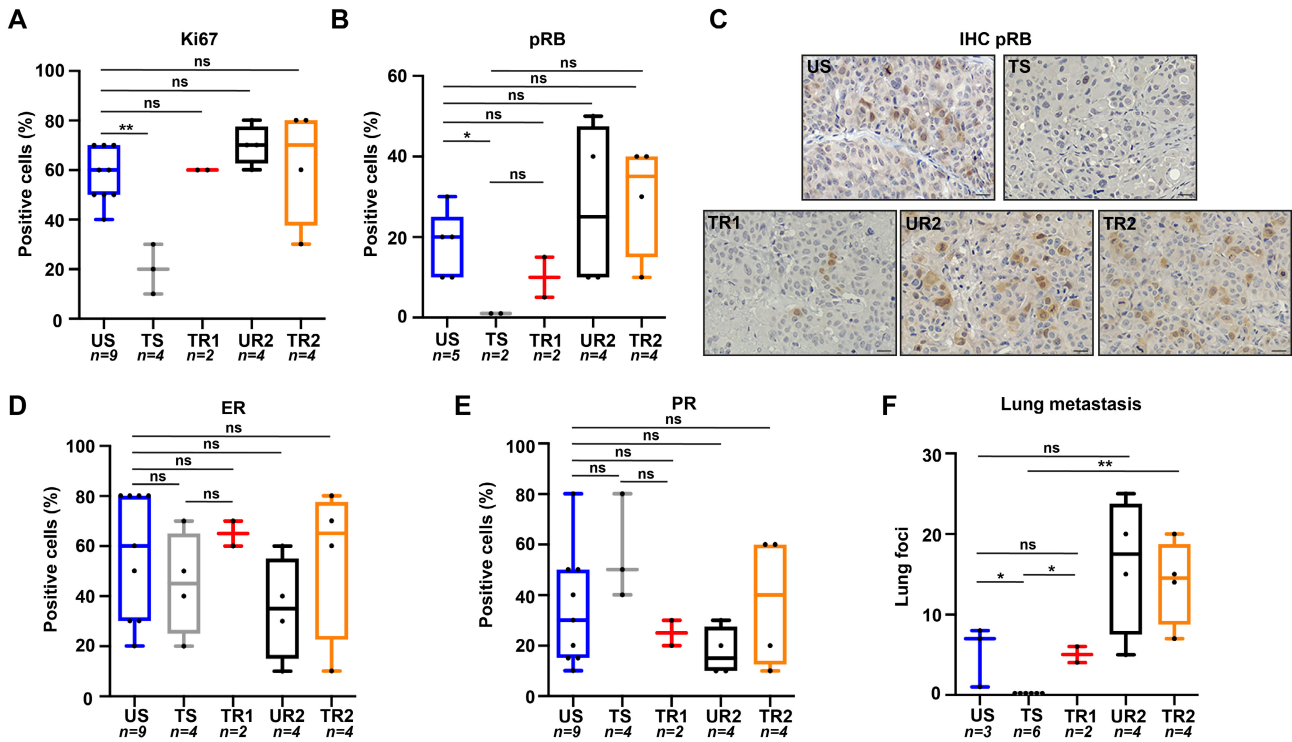 A
Ki67
Positive cells (%)
100
80
60
40
20
0
ns
ns
ns
**
US TS TR1 UR2 TR2
n=9 n=4 n=2 n=4 n=4
B
pRB
Positive cells (%)
60
40
20
0
ns
ns
ns
ns
*
ns
US TS TR1 UR2 TR2
n=5 n=2 n=2 n=4 n=4
C
IHC pRB
US TS
TR1 UR2 TR2
D
ER
Positive cells (%)
100
80
60
40
20
0
ns
ns
ns
ns
ns
US TS TR1 UR2 TR2
n=9 n=4 n=2 n=4 n=4
E
PR
Positive cells (%)
100
80
60
40
20
0
ns
ns
ns
ns
ns
US TS TR1 UR2 TR2
n=9 n=4 n=2 n=4 n=4
F
Lung metastasis
Lung foci
30
20
10
0
ns
**
ns
*
*
US TS TR1 UR2 TR2
n=3 n=6 n=2 n=4 n=4